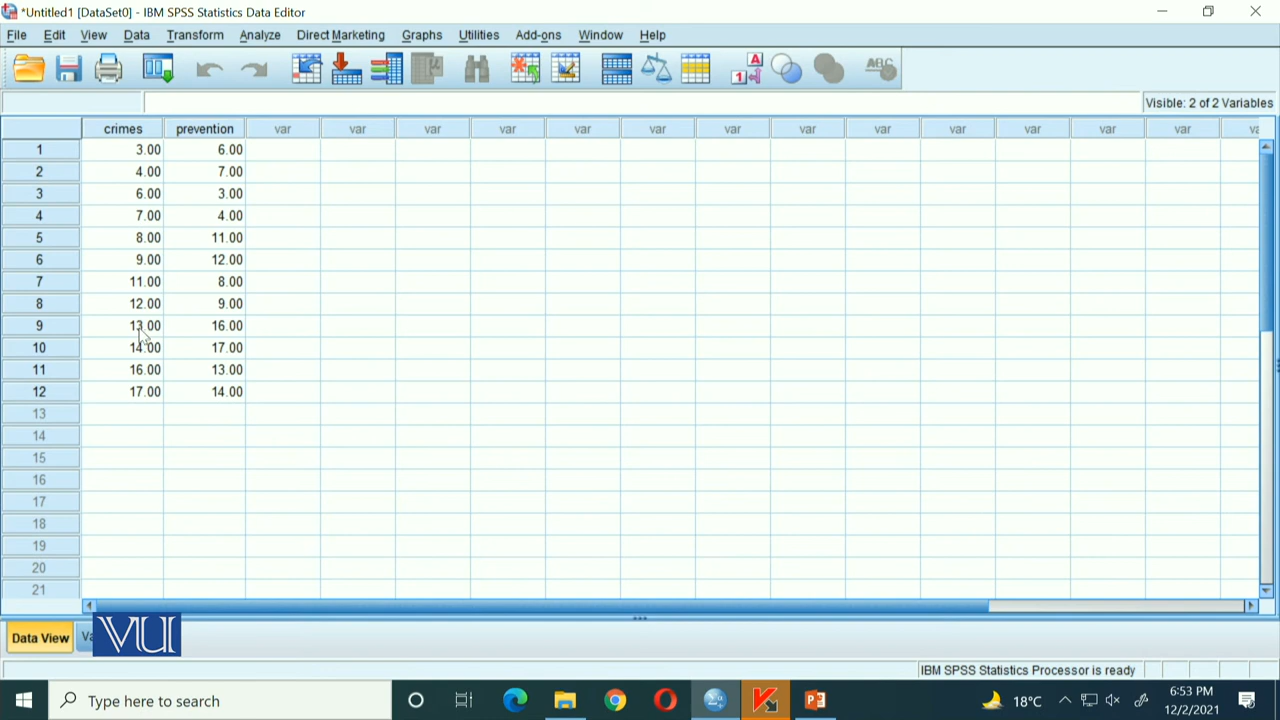 *Untitled1 [DataSet0] - IBM SPSS Statistics Data Editor
File Edit View Data Transform Analyze Direct Marketing Graphs Utilities Add-ons Window Help
Visible: 2 of 2 Variables
crimes prevention var var var var var var var var var var var var var
1 3.00 6.00
2 4.00 7.00
3 6.00 3.00
4 7.00 4.00
5 8.00 11.00
6 9.00 12.00
7 11.00 8.00
8 12.00 9.00
9 13.00 16.00
10 14.00 17.00
11 16.00 13.00
12 17.00 14.00
13
14
15
16
17
18
19
20
21
Data View
VU
IBM SPSS Statistics Processor is ready
Type here to search
18°C
6:53 PM
12/2/2021